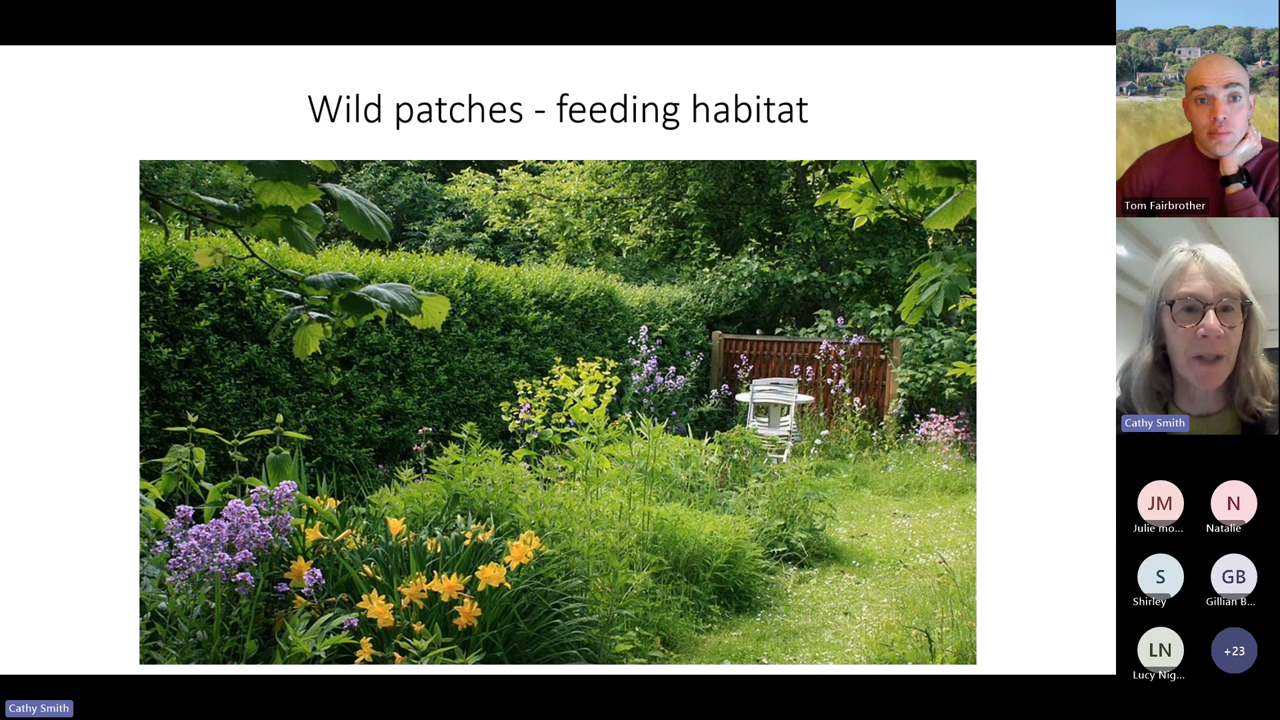 Wild patches - feeding habitat
Tom Fairbrother
Cathy Smith
JM
N
Julie mo...
Natalie
S
GB
Shirley
Gillian B...
LN
+23
Lucy Nig...
Cathy Smith